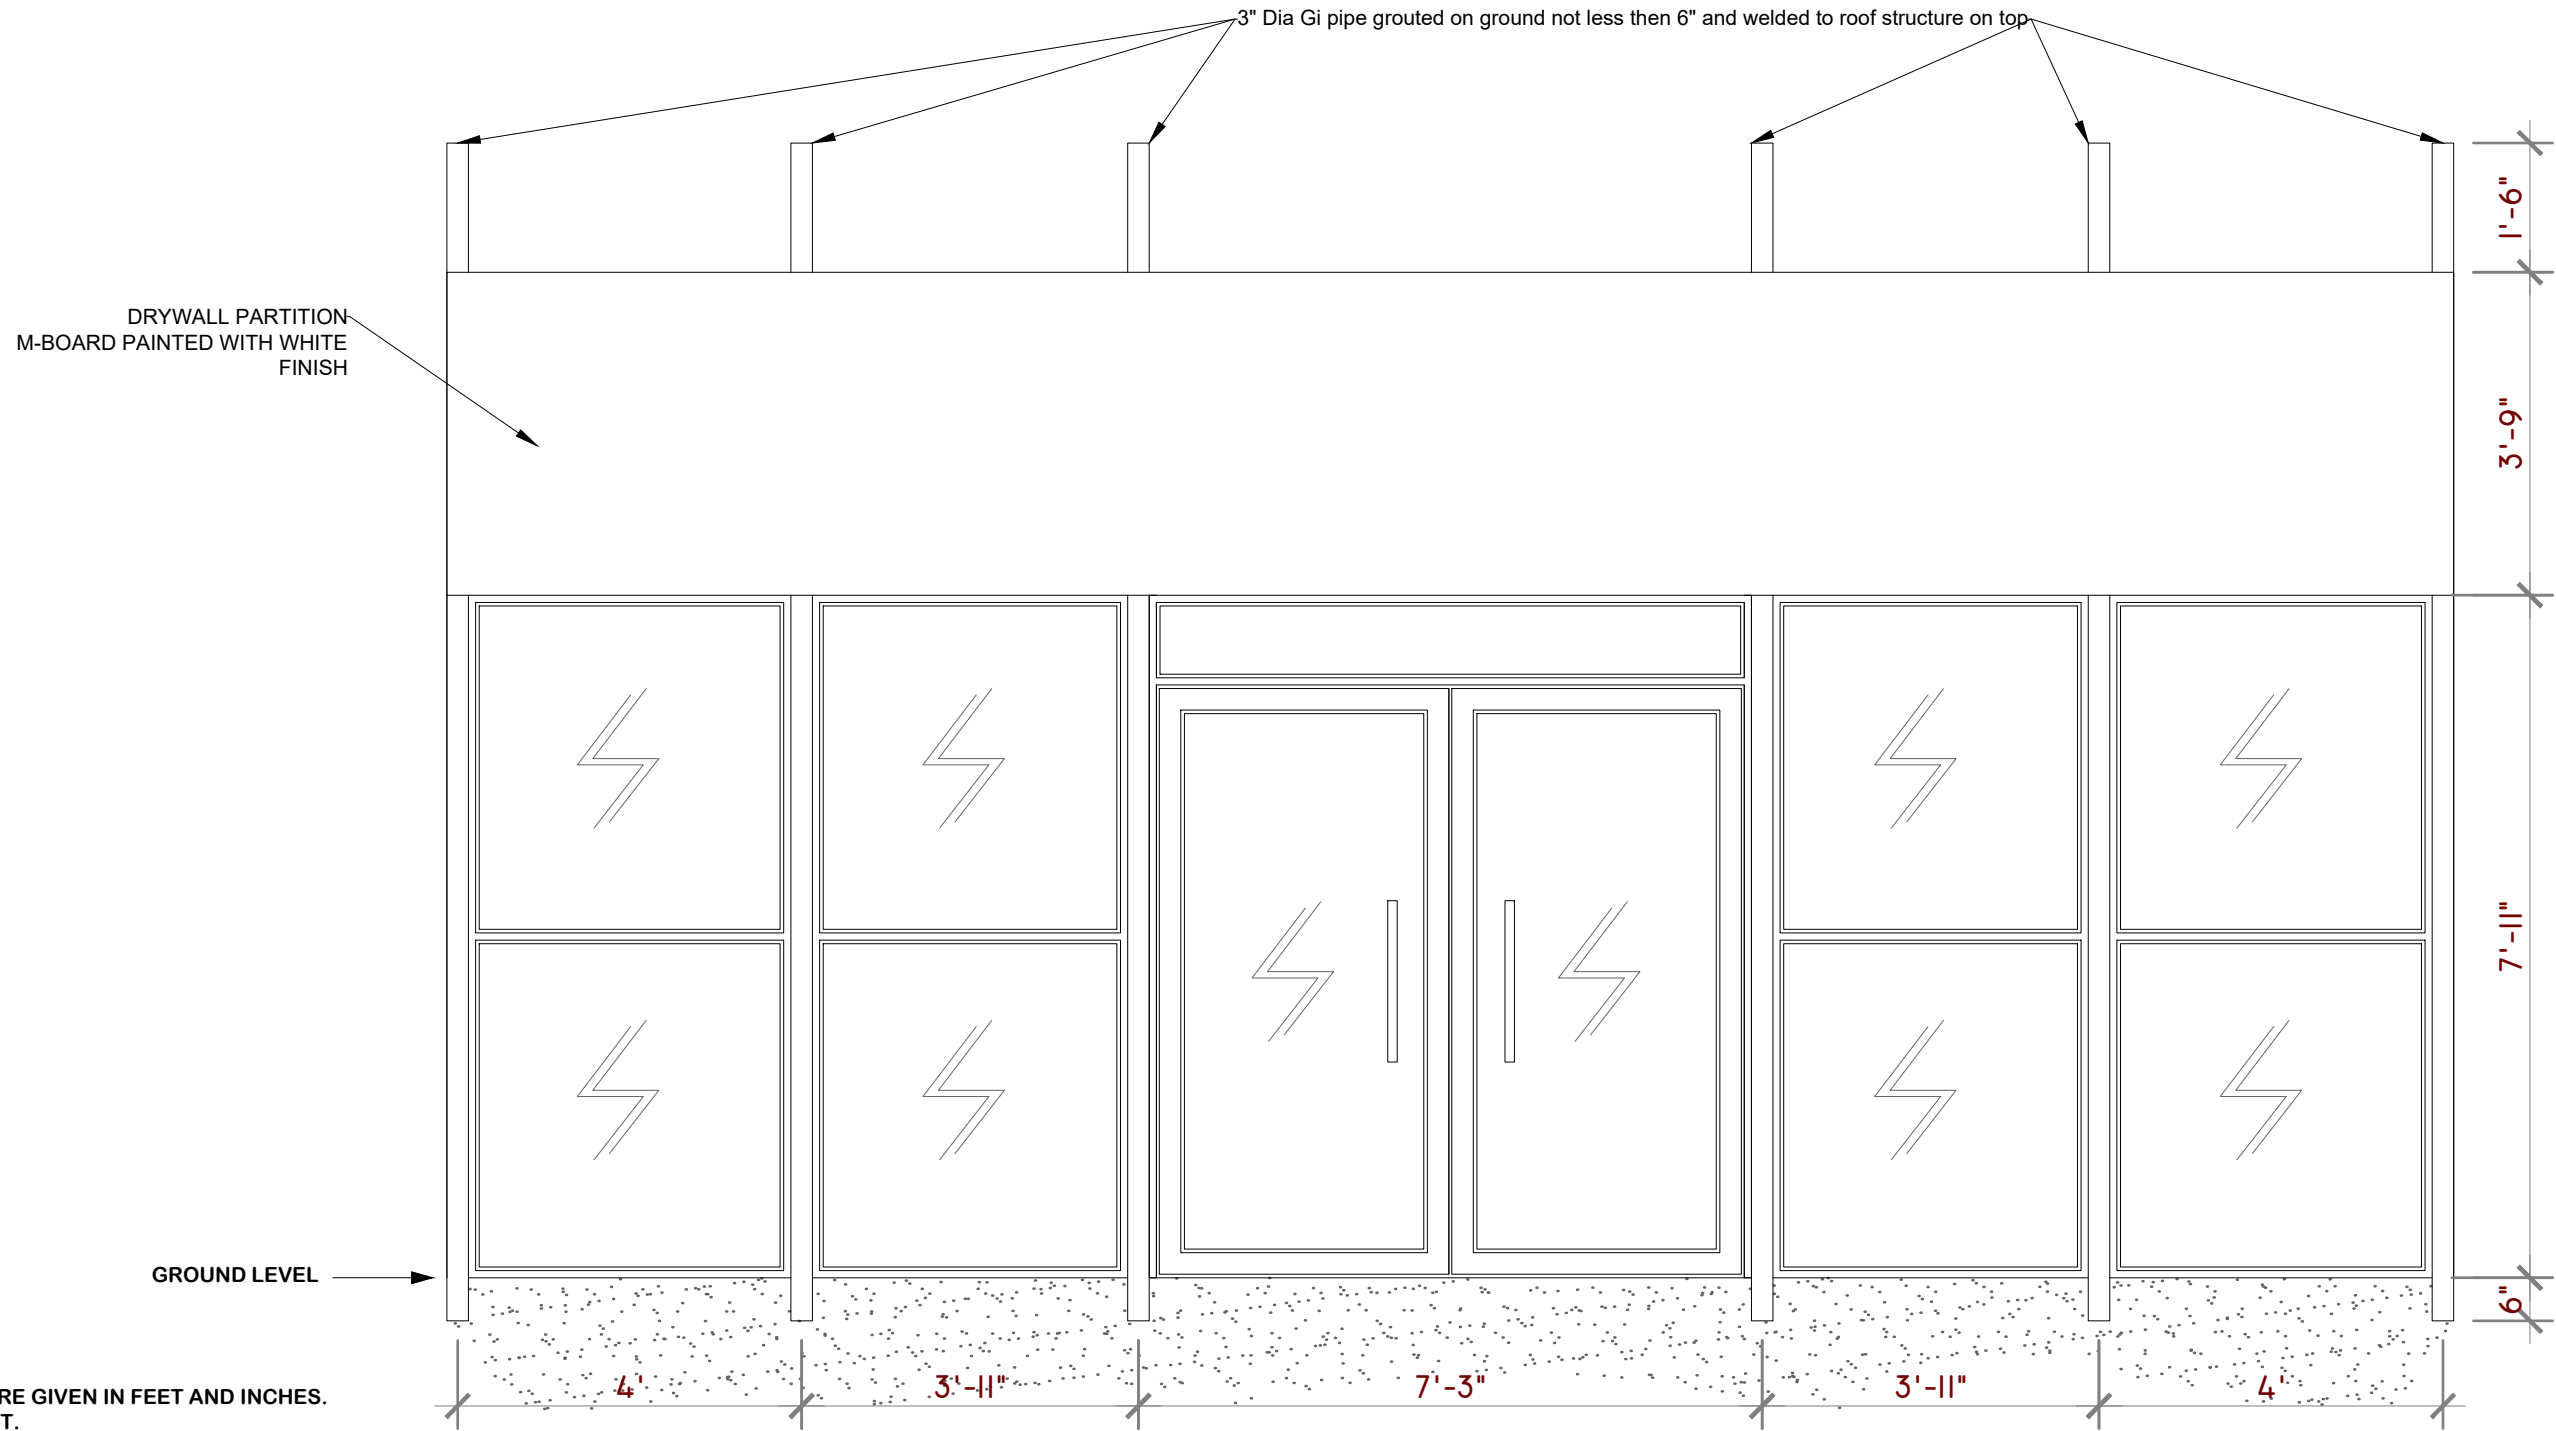 3" Dia Gi pipe grouted on ground not less then 6" and welded to roof structure on top
1'-6"
DRYWALL PARTITION
M-BOARD PAINTED WITH WHITE
FINISH
3'-9"
7'-11"
GROUND LEVEL
6"
4'
3'-11"
7'-3"
3'-11"
4'
RE GIVEN IN FEET AND INCHES.
T.